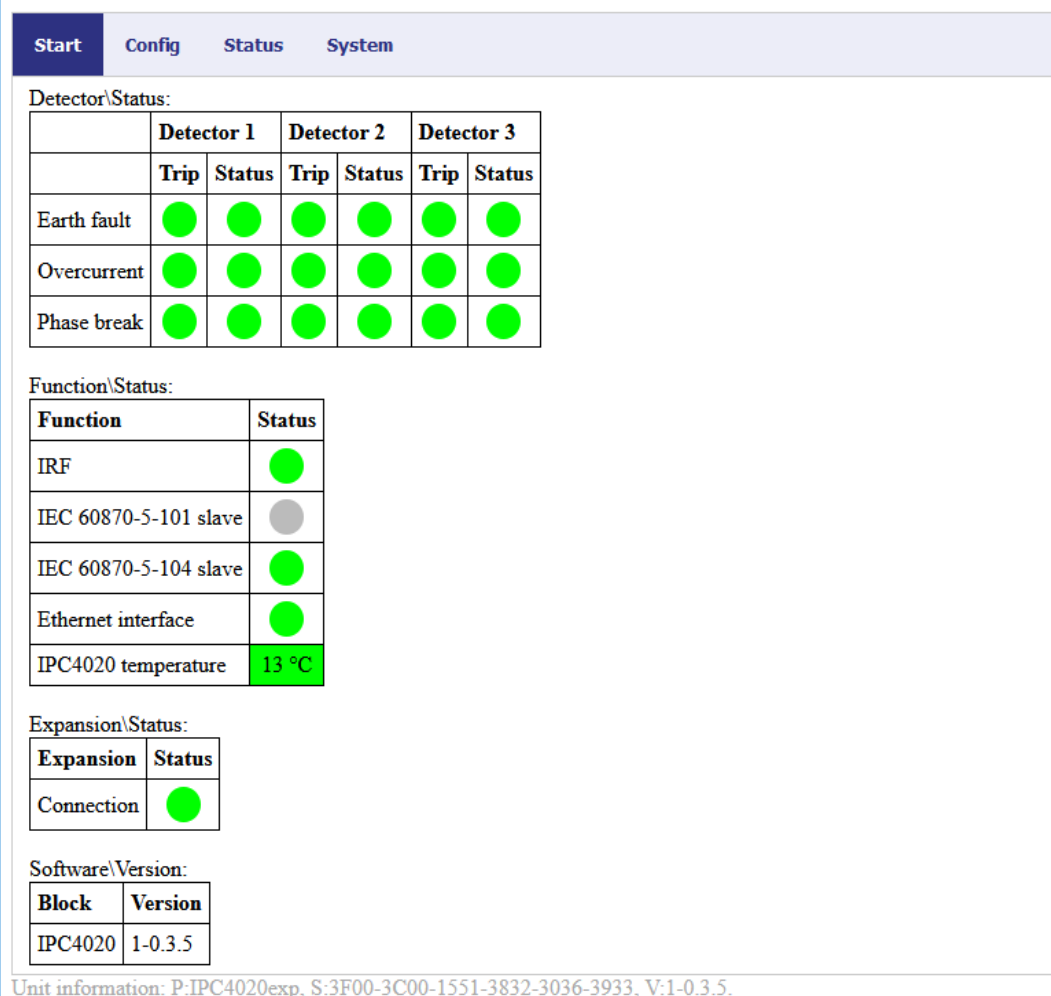 Start Config Status System
Detector\Status:
Detector 1 Detector 2 Detector 3
Trip Status Trip Status Trip Status
Earth fault
Overcurrent
Phase break
Function\Status:
Function Status
IRF
IEC 60870-5-101 slave
IEC 60870-5-104 slave
Ethernet interface
IPC4020 temperature 13 °C
Expansion\Status:
Expansion Status
Connection
Software\Version:
Block Version
IPC4020 1-0.3.5
Unit information: P:IPC4020exp, S:3F00-3C00-1551-3832-3036-3933, V:1-0.3.5.